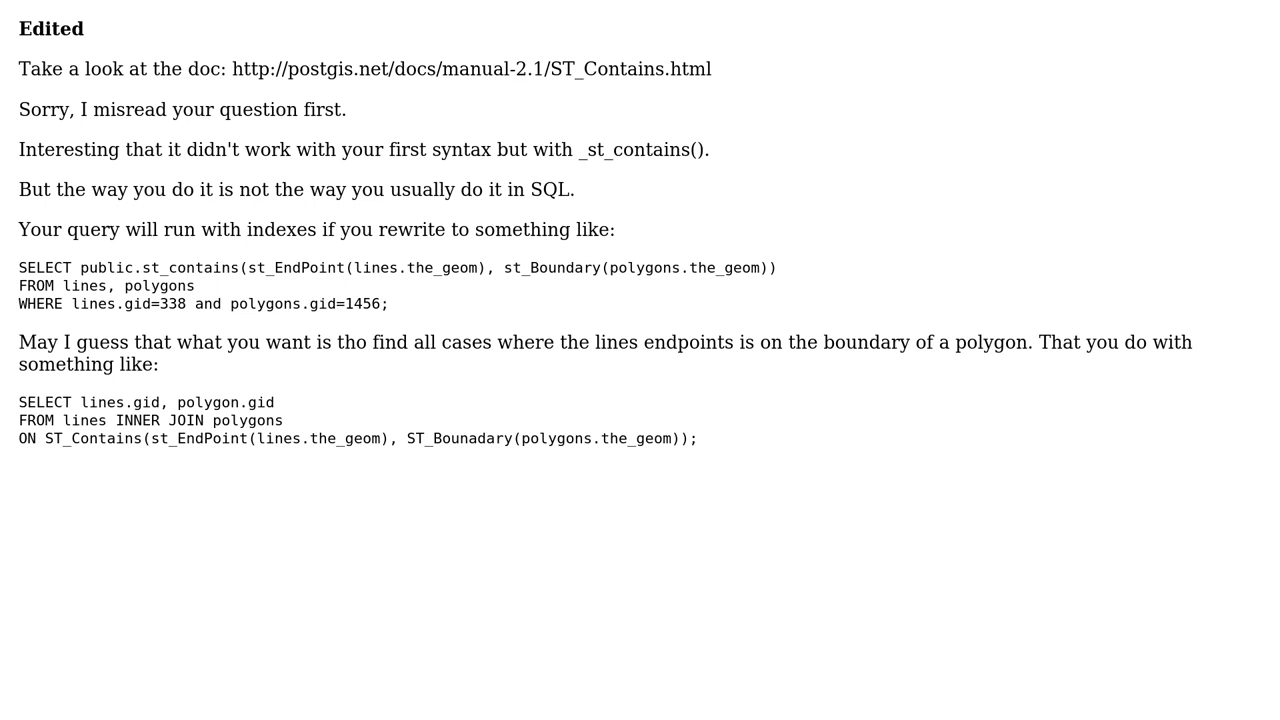 Edited
Take a look at the doc: http://postgis.net/docs/manual-2.1/ST_Contains.html
Sorry, I misread your question first.
Interesting that it didn't work with your first syntax but with _st_contains().
But the way you do it is not the way you usually do it in SQL.
Your query will run with indexes if you rewrite to something like:
SELECT public.st_contains(st_EndPoint(lines.the_geom), st_Boundary(polygons.the_geom))
FROM lines, polygons
WHERE lines.gid=338 and polygons.gid=1456;
May I guess that what you want is tho find all cases where the lines endpoints is on the boundary of a polygon. That you do with
something like:
SELECT lines.gid, polygon.gid
FROM lines INNER JOIN polygons
ON ST_Contains(st_EndPoint(lines.the_geom), ST_Bounadary(polygons.the_geom));